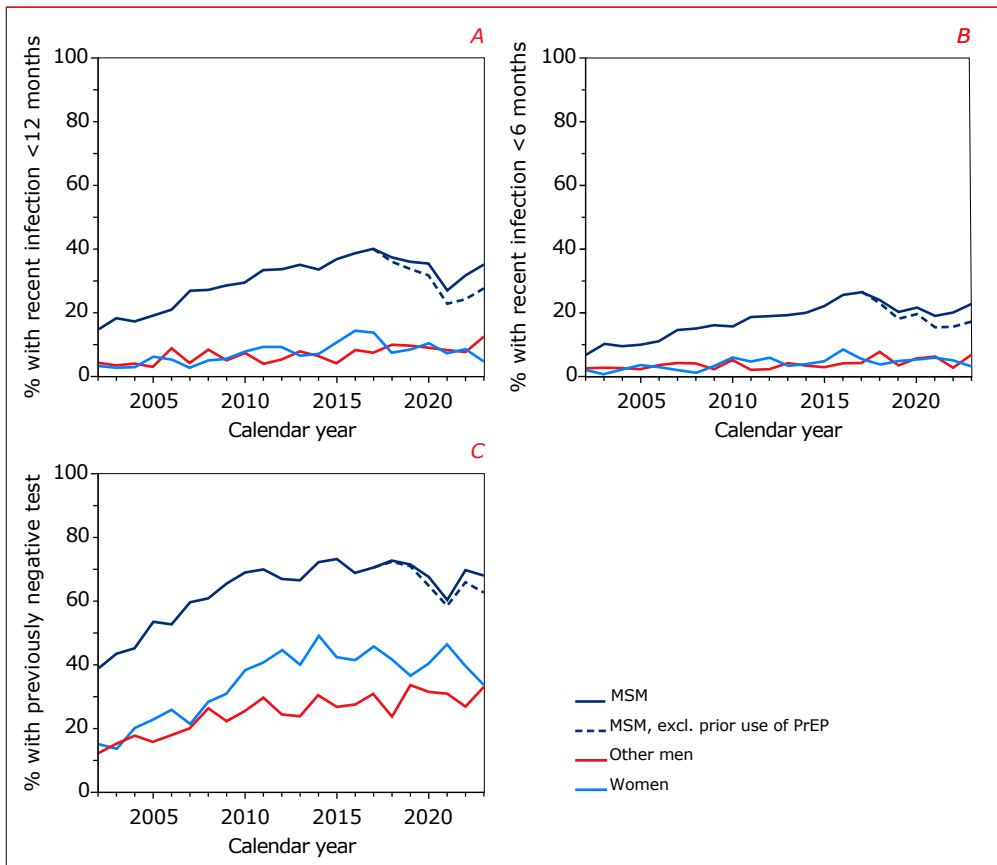 A
% with recent infection <12 months
100
80
60
40
20
0
2005 2010 2015 2020
Calendar year
B
% with recent infection <6 months
100
80
60
40
20
0
2005 2010 2015 2020
Calendar year
C
% with previously negative test
100
80
60
40
20
0
2005 2010 2015 2020
Calendar year
MSM
MSM, excl. prior use of PrEP
Other men
Women